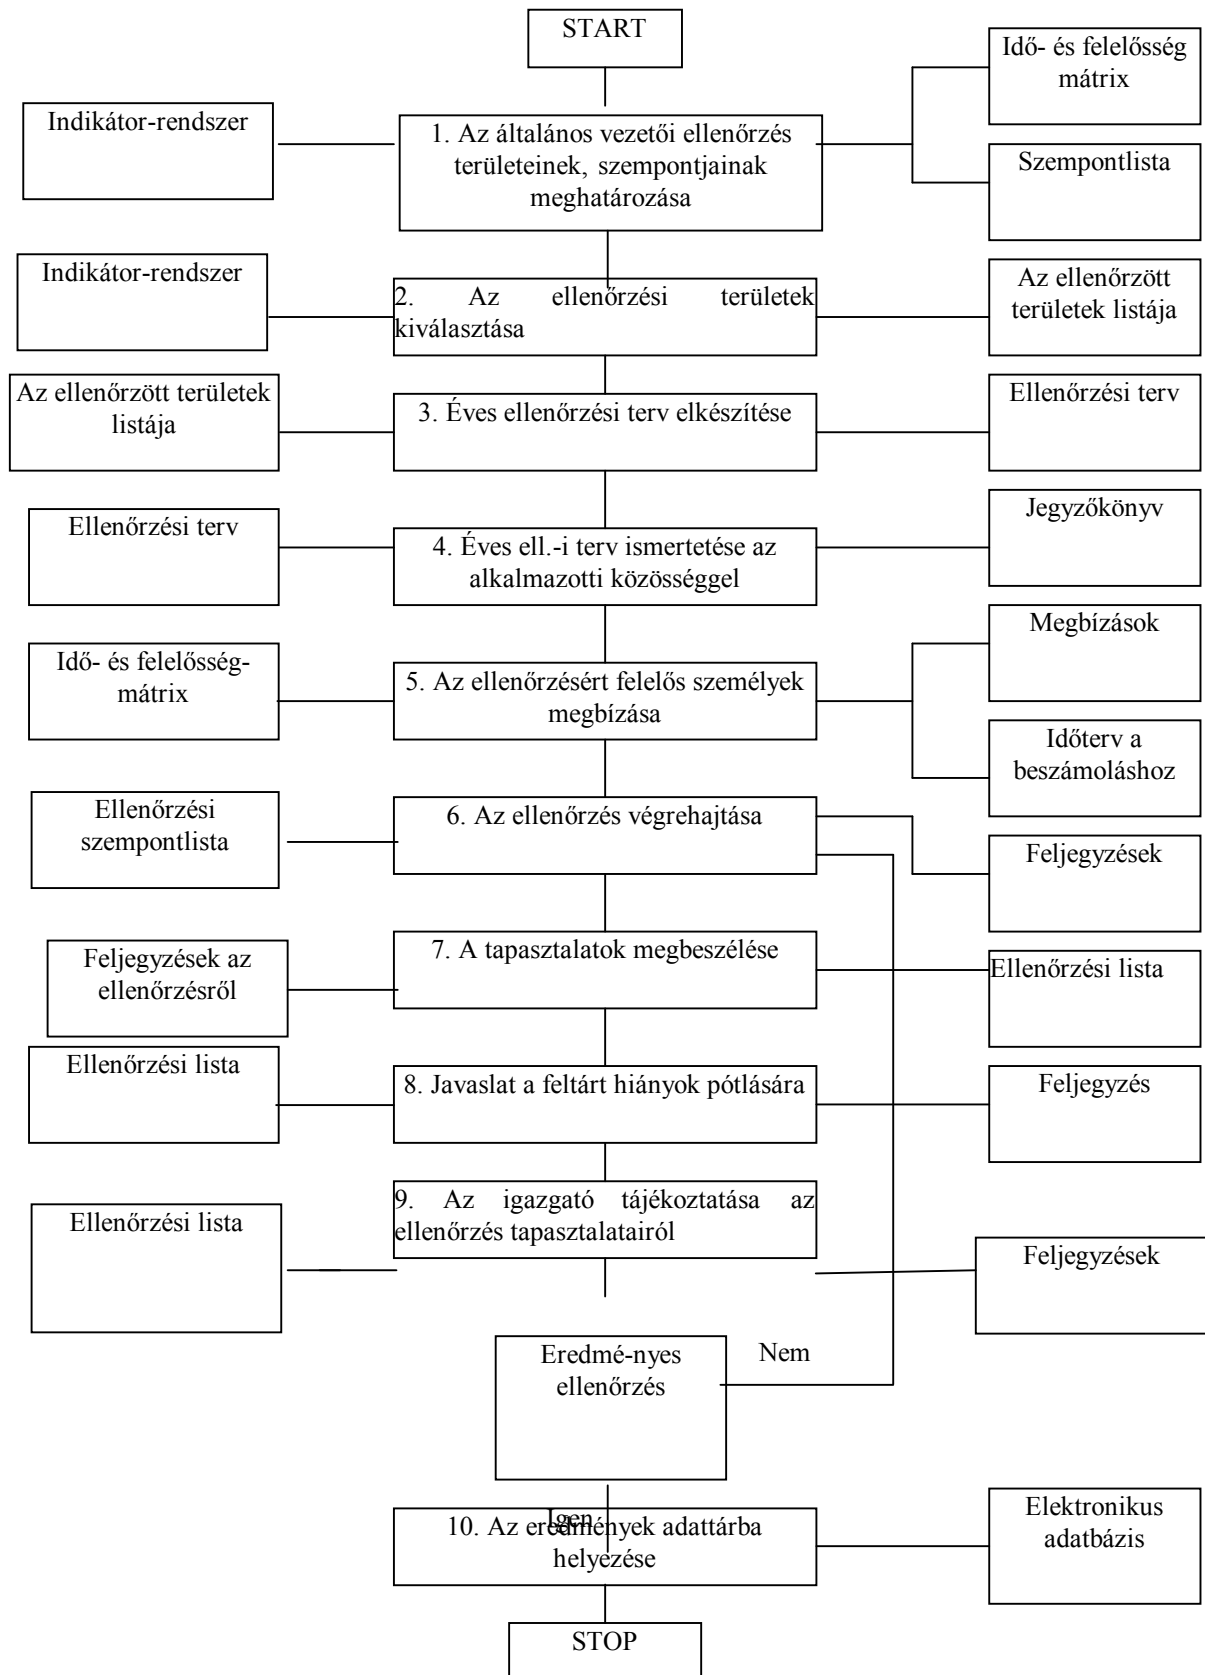 START
Idő- és felelősség
mátrix
Indikátor-rendszer
1. Az általános vezetői ellenőrzés
területeinek, szempontjainak
meghatározása
Szempontlista
Indikátor-rendszer
2. Az ellenőrzési területek
kiválasztása
Az ellenőrzött
területek listája
Az ellenőrzött területek
listája
3. Éves ellenőrzési terv elkészítése
Ellenőrzési terv
Ellenőrzési terv
4. Éves ell.-i terv ismertetése az
alkalmazotti közösséggel
Jegyzőkönyv
Idő- és felelősség-
mátrix
5. Az ellenőrzésért felelős személyek
megbízása
Megbízások
Időterv a
beszámoláshoz
Ellenőrzési
szempontlista
6. Az ellenőrzés végrehajtása
Feljegyzések
Feljegyzések az
ellenőrzésről
7. A tapasztalatok megbeszélése
Ellenőrzési lista
Ellenőrzési lista
8. Javaslat a feltárt hiányok pótlására
Feljegyzés
Ellenőrzési lista
9. Az igazgató tájékoztatása az
ellenőrzés tapasztalatairól
Feljegyzések
Eredmé-nyes
ellenőrzés
Nem
Igen
10. Az eredmények adattárba
helyezése
Elektronikus
adatbázis
STOP